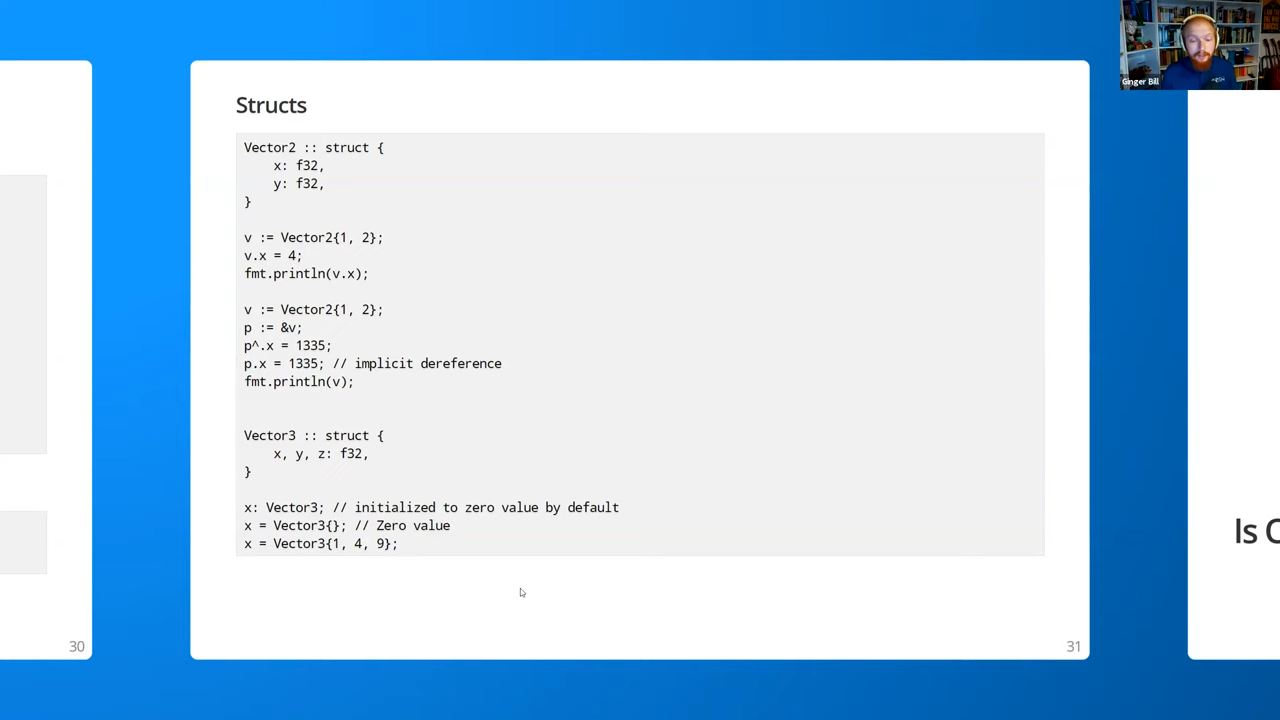 Structs
Vector2 :: struct {
    x: f32,
    y: f32,
}
v := Vector2{1, 2};
v.x = 4;
fmt.println(v.x);
v := Vector2{1, 2};
p := &v;
p^.x = 1335;
p.x = 1335; // implicit dereference
fmt.println(v);
Vector3 :: struct {
    x, y, z: f32,
}
x: Vector3; // initialized to zero value by default
x = Vector3{}; // Zero value
x = Vector3{1, 4, 9};
30
31
Is
Ginger Bill